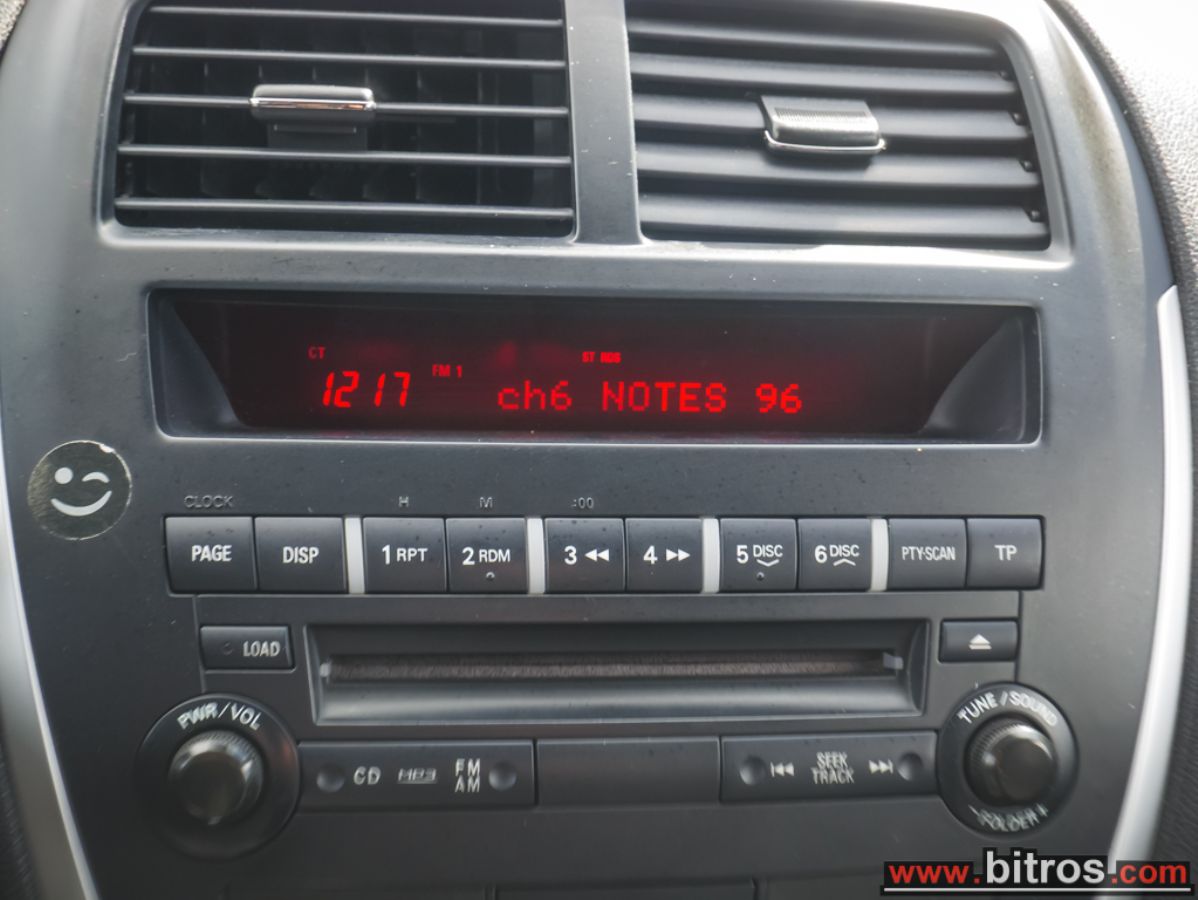 CT
FM 1
ST RDS
1217 ch6 NOTES 96
CLOCK H M :00
PAGE DISP 1 RPT 2 RDM 3 4 5 DISC 6 DISC PTY-SCAN TP
LOAD
PWR/VOL
TUNE/SOUND
CD MP3 FM AM
SEEK TRACK
- FOLDER +
www.bitros.com